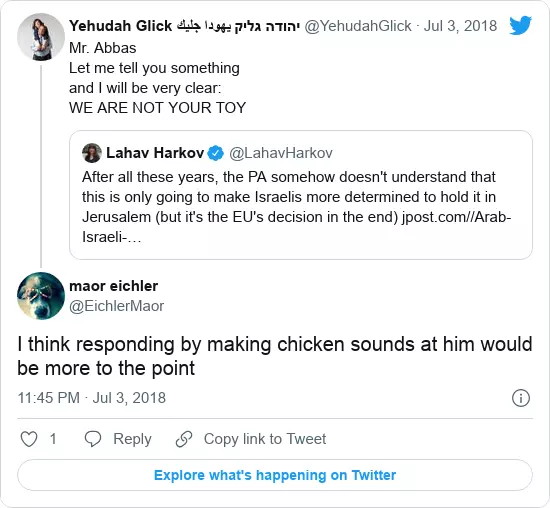 Yehudah Glick יהודה גליק يهودا جليك @YehudahGlick · Jul 3, 2018
Mr. Abbas
Let me tell you something
and I will be very clear:
WE ARE NOT YOUR TOY
Lahav Harkov @LahavHarkov
After all these years, the PA somehow doesn't understand that
this is only going to make Israelis more determined to hold it in
Jerusalem (but it's the EU's decision in the end) jpost.com//Arab-
Israeli-…
maor eichler
@EichlerMaor
I think responding by making chicken sounds at him would
be more to the point
11:45 PM · Jul 3, 2018
1 Reply Copy link to Tweet
Explore what's happening on Twitter